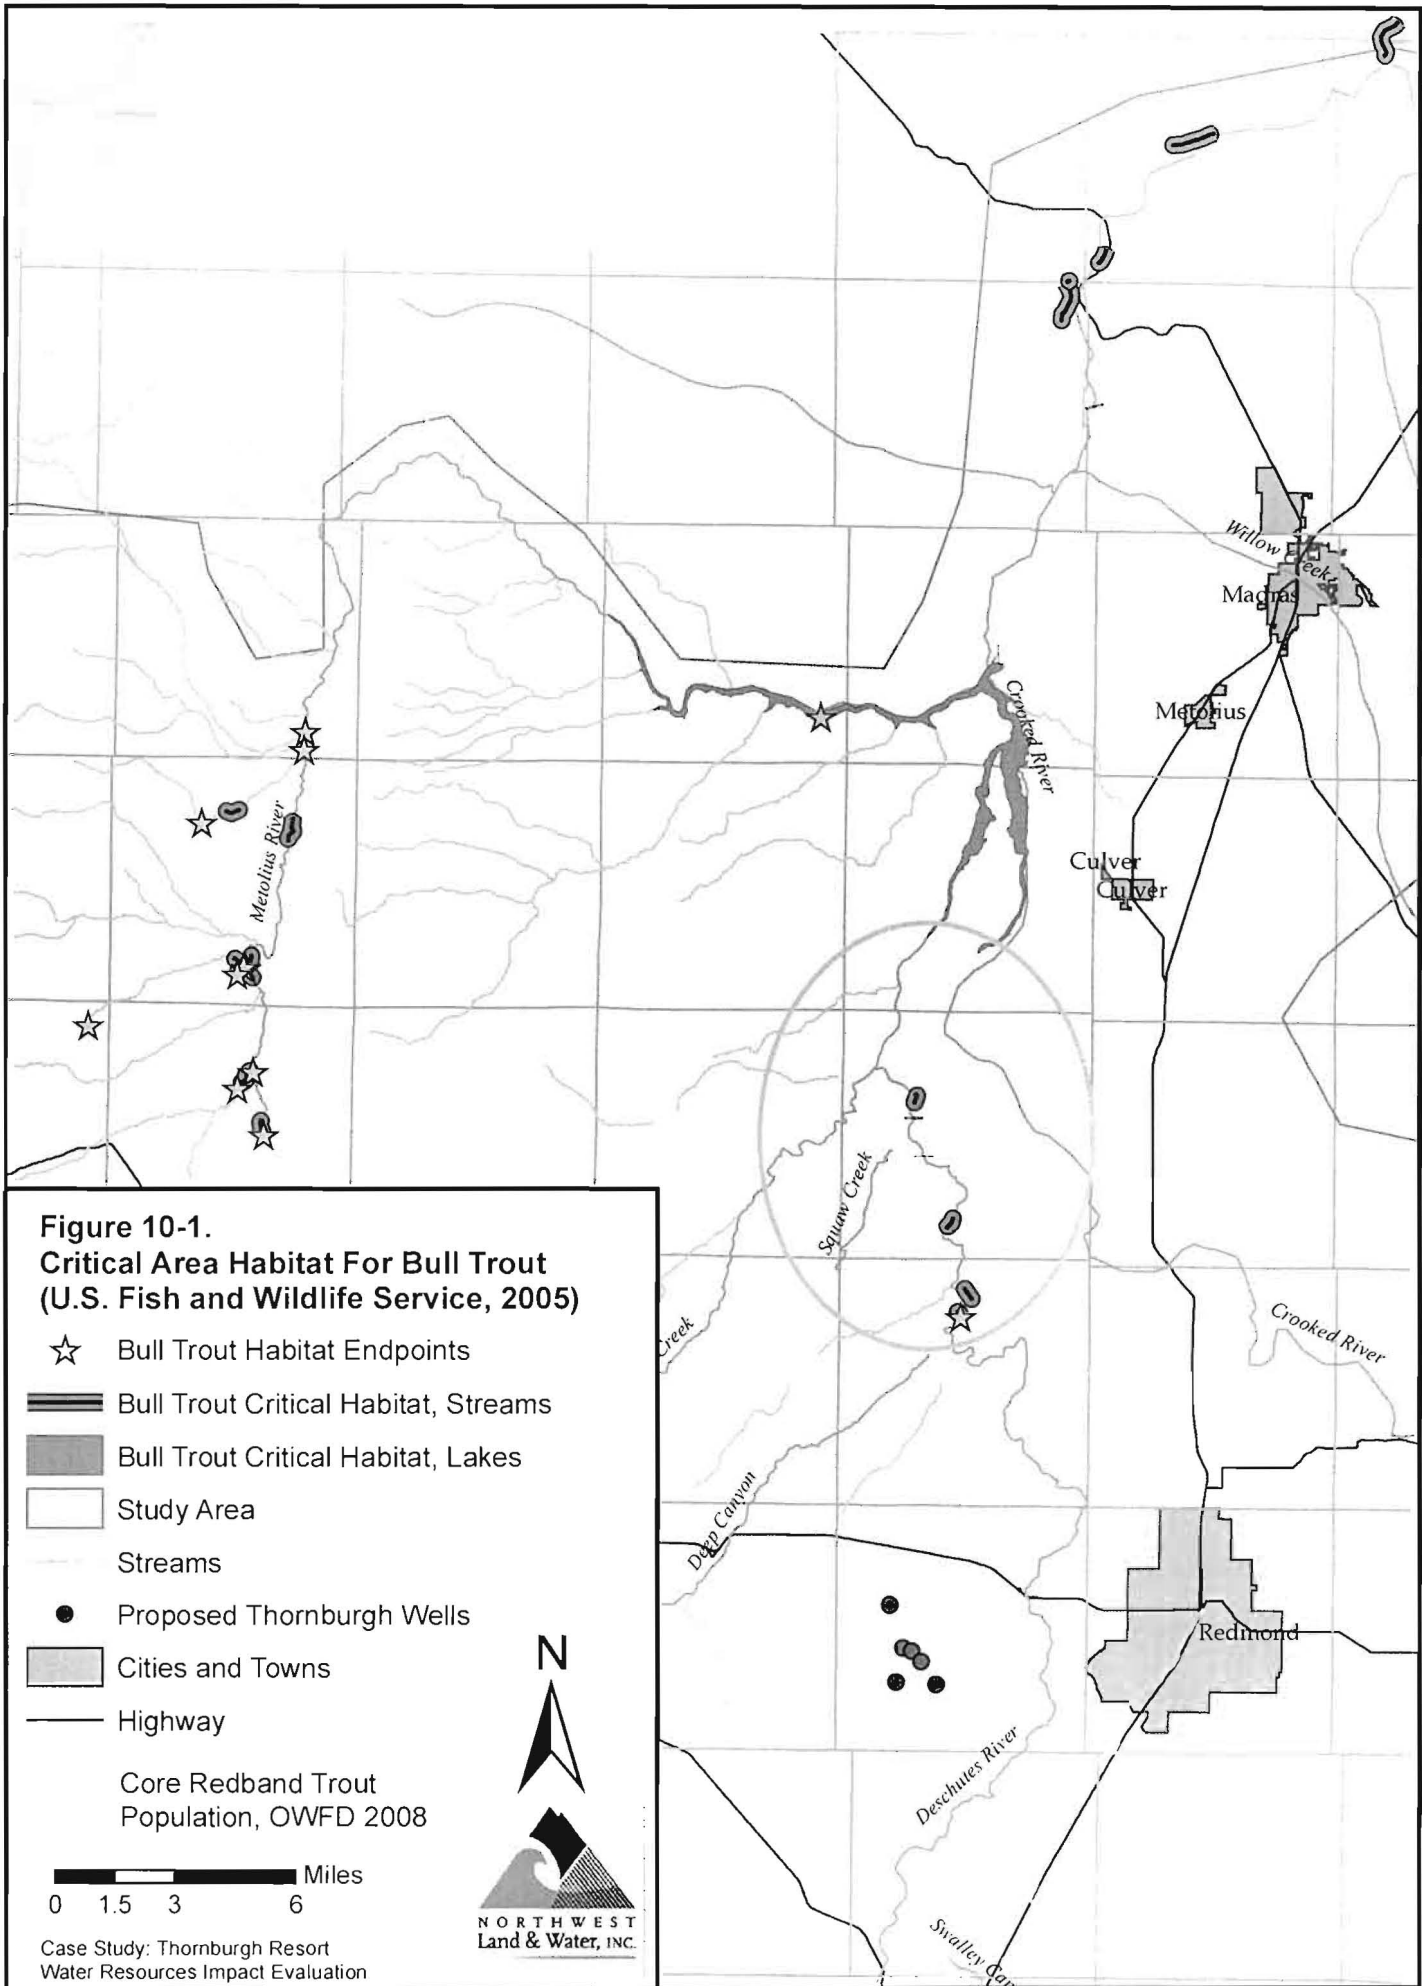 Willow Creek
Madras
Crooked River
Metolius
Metolius River
Culver
Culver
Squaw Creek
Creek
Crooked River
Deep Canyon
Redmond
Deschutes River
Swalley Can
Figure 10-1.
Critical Area Habitat For Bull Trout
(U.S. Fish and Wildlife Service, 2005)
Bull Trout Habitat Endpoints
Bull Trout Critical Habitat, Streams
Bull Trout Critical Habitat, Lakes
Study Area
Streams
Proposed Thornburgh Wells
Cities and Towns
Highway
Core Redband Trout
Population, OWFD 2008
N
Miles
0 1.5 3 6
NORTHWEST
Land & Water, INC.
Case Study: Thornburgh Resort
Water Resources Impact Evaluation